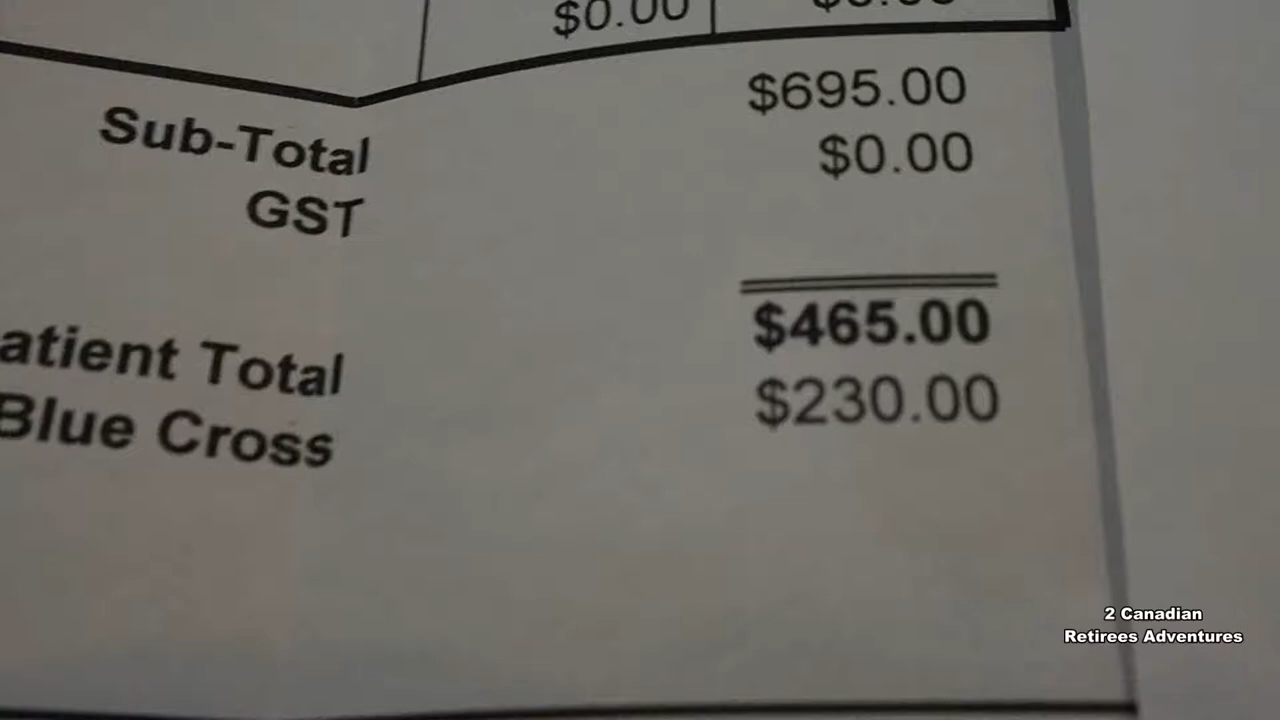 $0.00
$695.00
Sub-Total $0.00
GST
$465.00
atient Total $230.00
Blue Cross
2 Canadian
Retirees Adventures